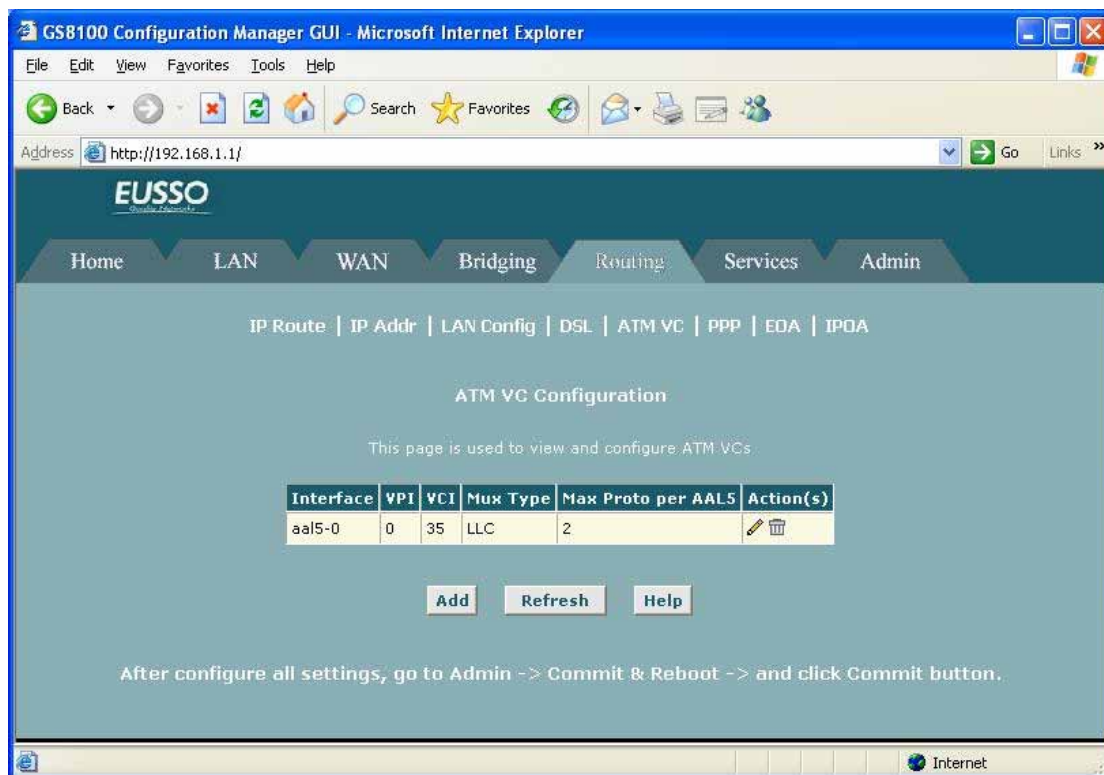 GS8100 Configuration Manager GUI - Microsoft Internet Explorer
File Edit View Favorites Tools Help
Back Search Favorites
Address http://192.168.1.1/ Go Links »
EUSSO
Quality Networks
Home LAN WAN Bridging Routing Services Admin
IP Route | IP Addr | LAN Config | DSL | ATM VC | PPP | EOA | IPOA
ATM VC Configuration
This page is used to view and configure ATM VCs
Interface VPI VCI Mux Type Max Proto per AAL5 Action(s)
aal5-0 0 35 LLC 2
Add Refresh Help
After configure all settings, go to Admin -> Commit & Reboot -> and click Commit button.
Internet